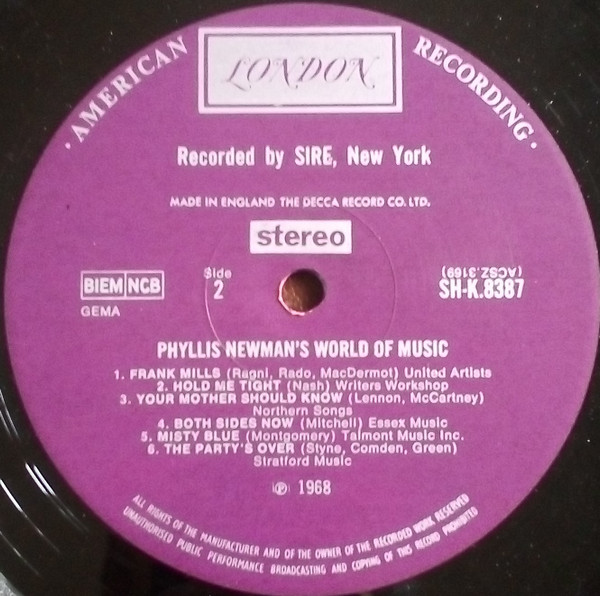 · AMERICAN RECORDING ·
LONDON
Recorded by SIRE, New York
MADE IN ENGLAND THE DECCA RECORD CO. LTD.
stereo
Side
2
BIEM NCB
GEMA
(ACSZ.3169)
SH-K.8387
PHYLLIS NEWMAN'S WORLD OF MUSIC
1. FRANK MILLS (Ragni, Rado, MacDermot) United Artists
2. HOLD ME TIGHT (Nash) Writers Workshop
3. YOUR MOTHER SHOULD KNOW (Lennon, McCartney)
Northern Songs
4. BOTH SIDES NOW (Mitchell) Essex Music
5. MISTY BLUE (Montgomery) Talmont Music Inc.
6. THE PARTY'S OVER (Styne, Comden, Green)
Stratford Music
℗ 1968
ALL RIGHTS OF THE MANUFACTURER AND OF THE OWNER OF THE RECORDED WORK RESERVED
UNAUTHORISED PUBLIC PERFORMANCE BROADCASTING AND COPYING OF THIS RECORD PROHIBITED